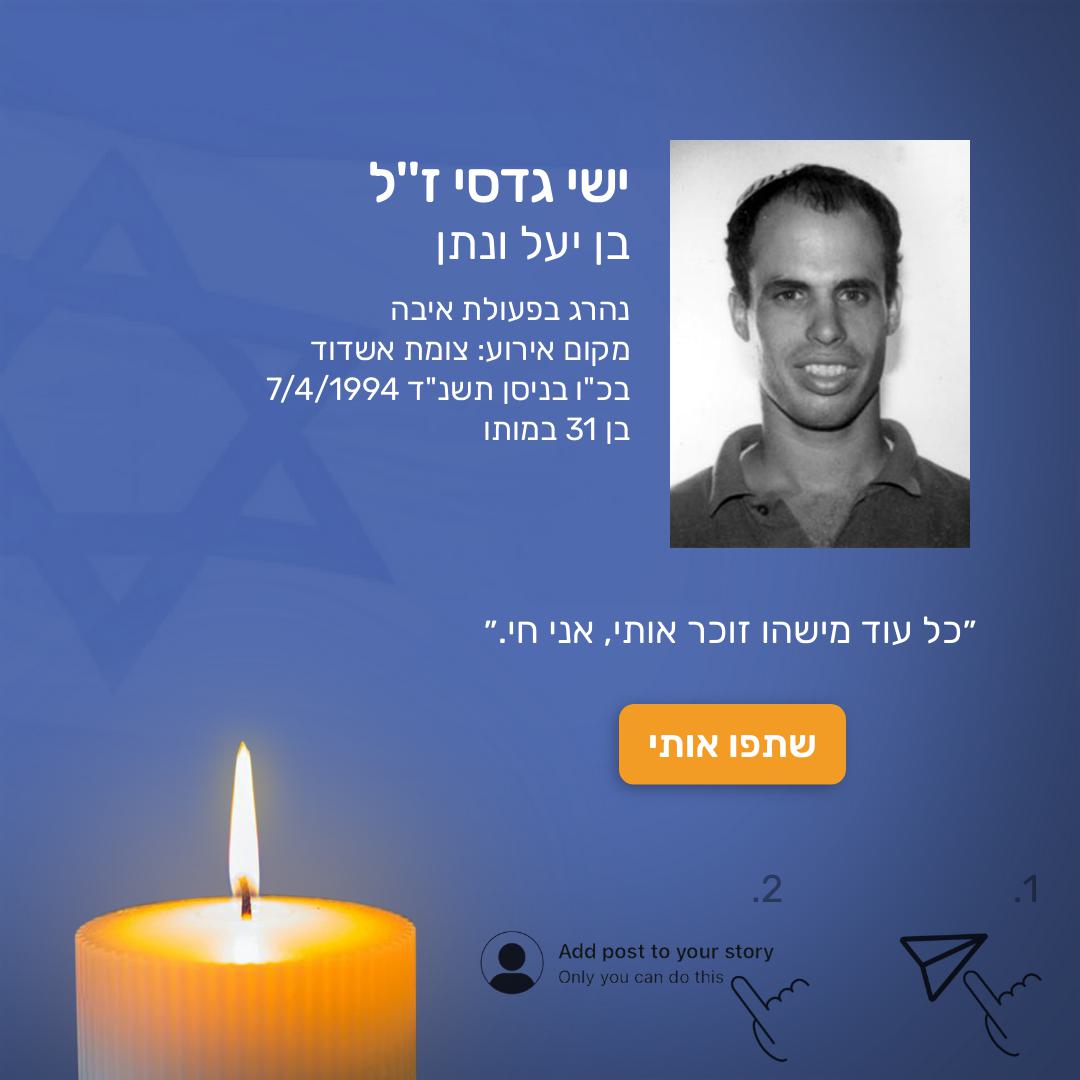 ישי גדסי ז"ל
בן יעל ונתן
נהרג בפעולת איבה
מקום אירוע: צומת אשדוד
בכ"ו בניסן תשנ"ד 7/4/1994
בן 31 במותו
"כל עוד מישהו זוכר אותי, אני חי."
שתפו אותי
1.
2.
Add post to your story
Only you can do this